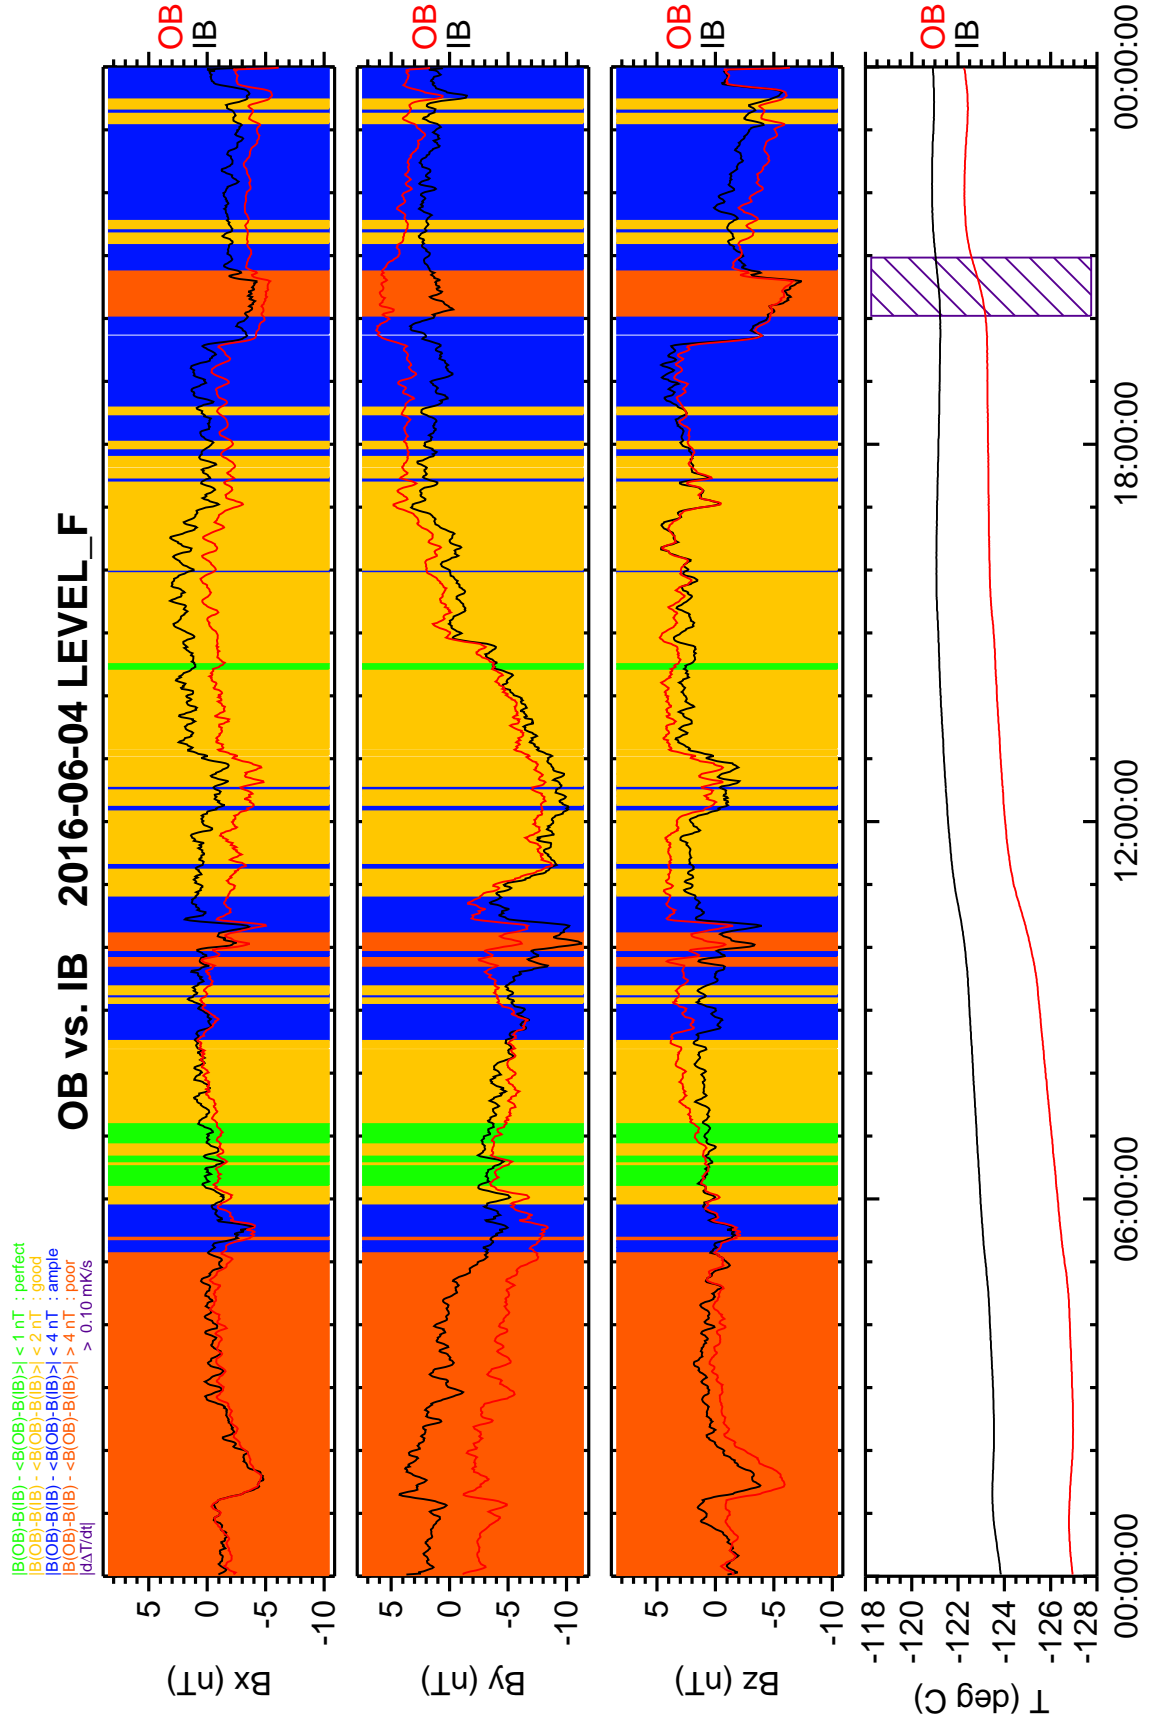 OB vs. IB 2016-06-04 LEVEL_F
|B(OB)-B(IB) - <B(OB)-B(IB)>| < 1 nT : perfect
|B(OB)-B(IB) - <B(OB)-B(IB)>| < 2 nT : good
|B(OB)-B(IB) - <B(OB)-B(IB)>| < 4 nT : ample
|B(OB)-B(IB) - <B(OB)-B(IB)>| > 4 nT : poor
|dΔT/dt| > 0.10 mK/s
Bx (nT)
5
0
-5
-10
OB
IB
By (nT)
5
0
-5
-10
OB
IB
Bz (nT)
5
0
-5
-10
OB
IB
T (deg C)
-118
-120
-122
-124
-126
-128
OB
IB
00:00:00
06:00:00
12:00:00
18:00:00
00:00:00